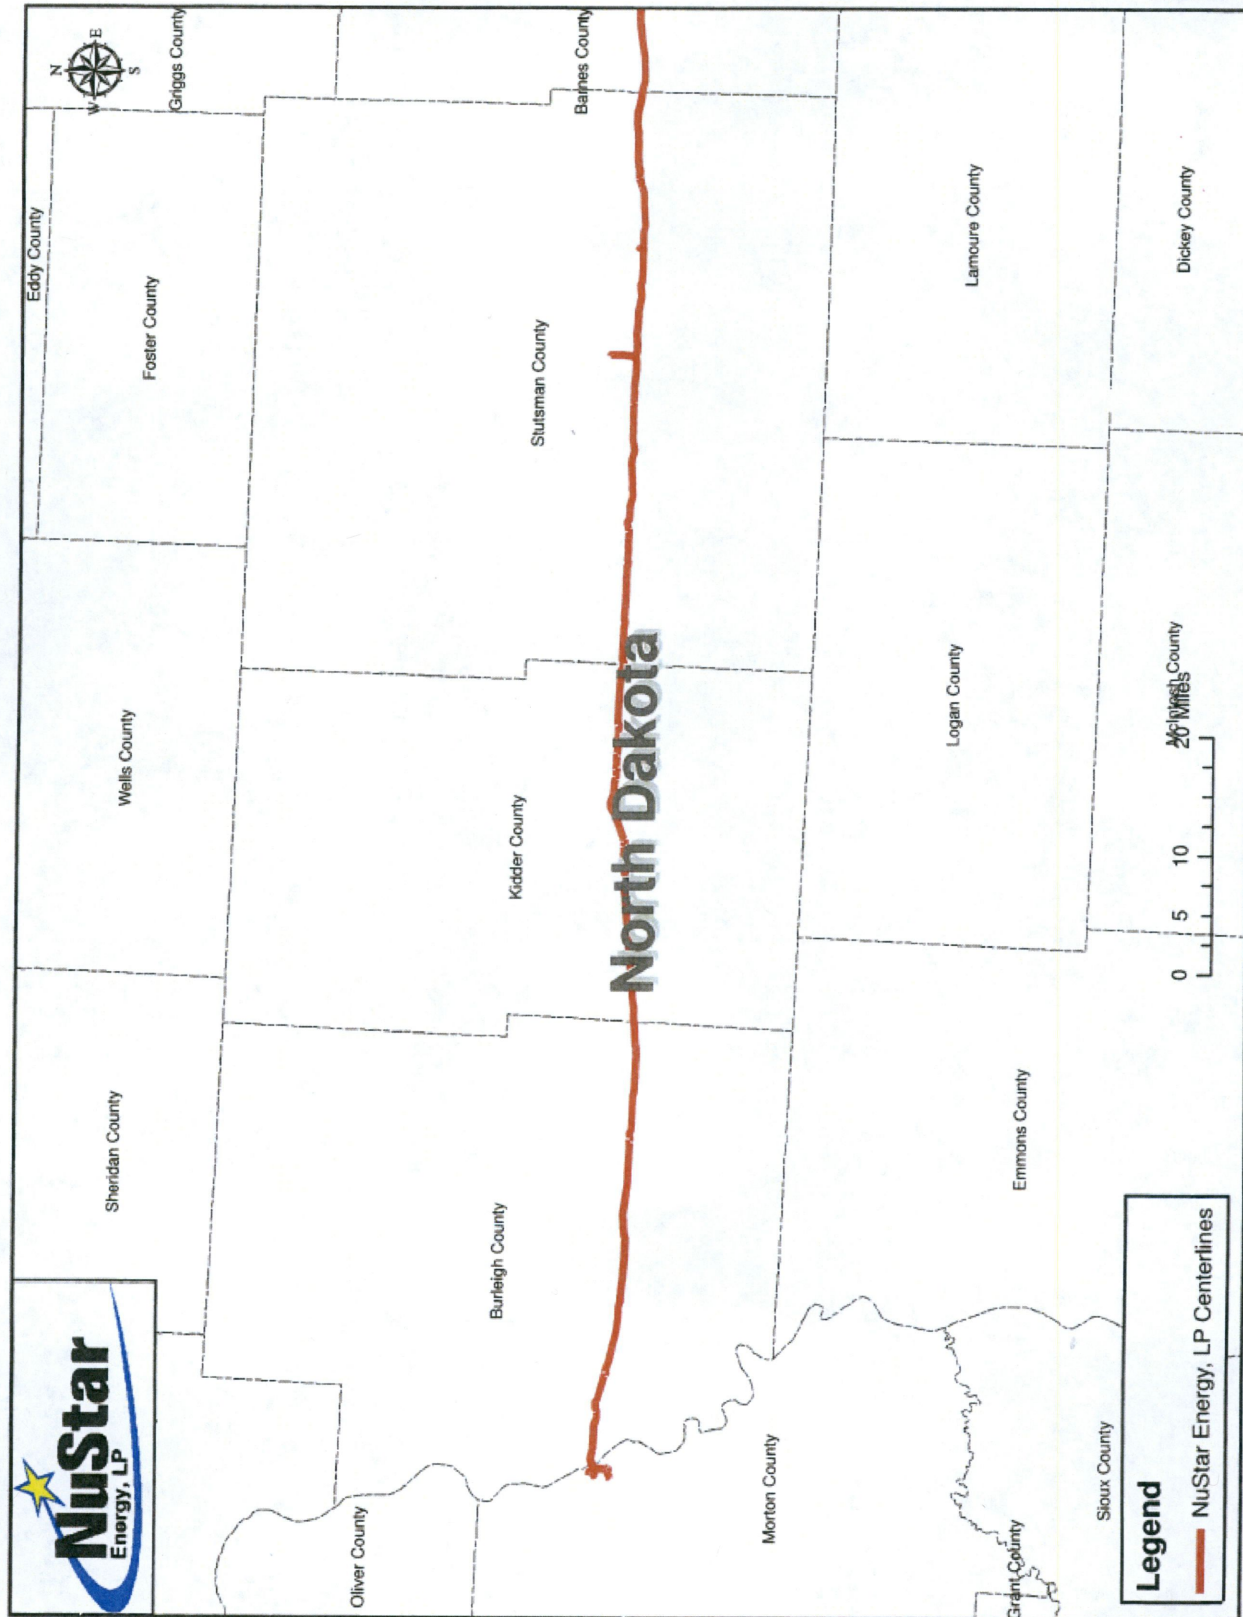 NuStar
Energy, LP
N
W
E
S
Sheridan County
Wells County
Eddy County
Foster County
Griggs County
Oliver County
Burleigh County
Kidder County
Stutsman County
Barnes County
North Dakota
Morton County
Emmons County
Logan County
Lamoure County
Grant County
Sioux County
McIntosh County
Dickey County
0 5 10 20 Miles
Legend
NuStar Energy, LP Centerlines